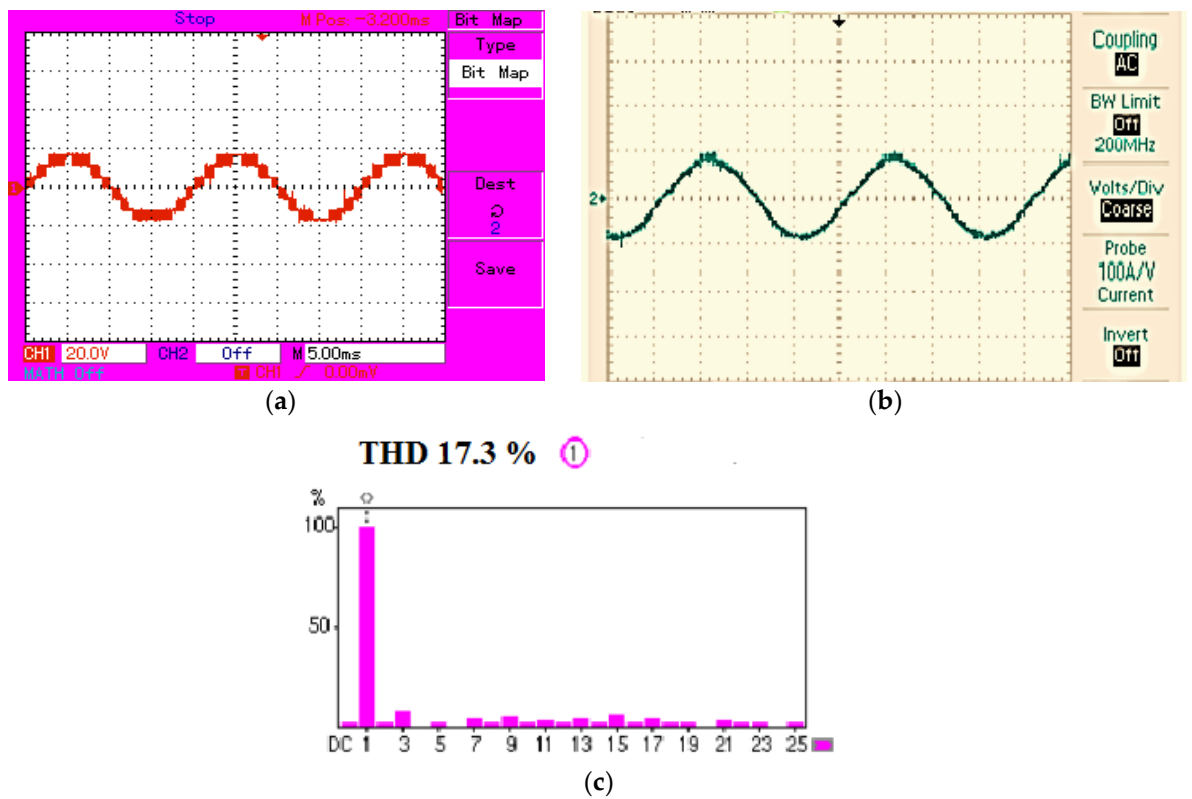 Stop M Pos: -3.200ms Bit Map
Type
Bit Map
Dest
2
Save
CH1 20.0V CH2 Off M 5.00ms
MATH Off T CH1 0.00mV
(a)
Coupling
AC
BW Limit
Off
200MHz
2
Volts/Div
Coarse
Probe
100A/V
Current
Invert
Off
(b)
THD 17.3 % 1
%
100
50
DC 1 3 5 7 9 11 13 15 17 19 21 23 25
(c)